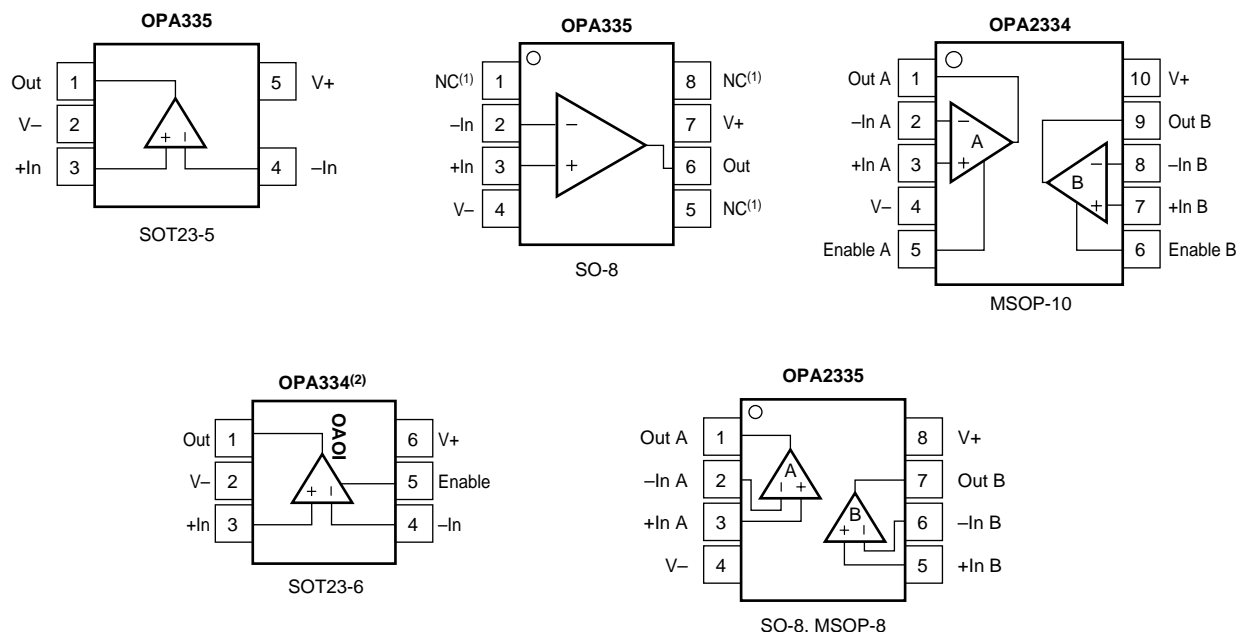 OPA335
Out 1
V– 2
+In 3
5 V+
4 –In
+ –
SOT23-5
OPA335
NC(1) 1
–In 2
+In 3
V– 4
8 NC(1)
7 V+
6 Out
5 NC(1)
–
+
SO-8
OPA2334
Out A 1
–In A 2
+In A 3
V– 4
Enable A 5
10 V+
9 Out B
8 –In B
7 +In B
6 Enable B
–
A
+
–
B
+
MSOP-10
OPA334(2)
Out 1
V– 2
+In 3
6 V+
5 Enable
4 –In
OAOI
+ –
SOT23-6
OPA2335
Out A 1
–In A 2
+In A 3
V– 4
8 V+
7 Out B
6 –In B
5 +In B
A
– +
B
+ –
SO-8, MSOP-8